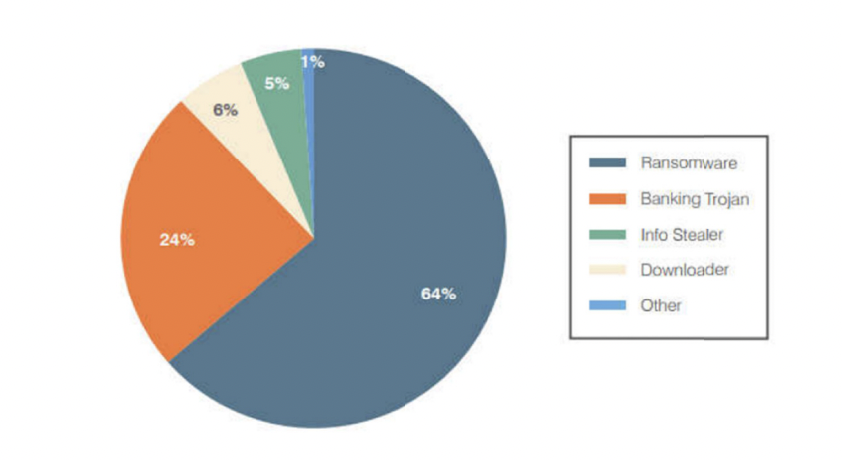 1%
5%
6%
24%
64%
Ransomware
Banking Trojan
Info Stealer
Downloader
Other